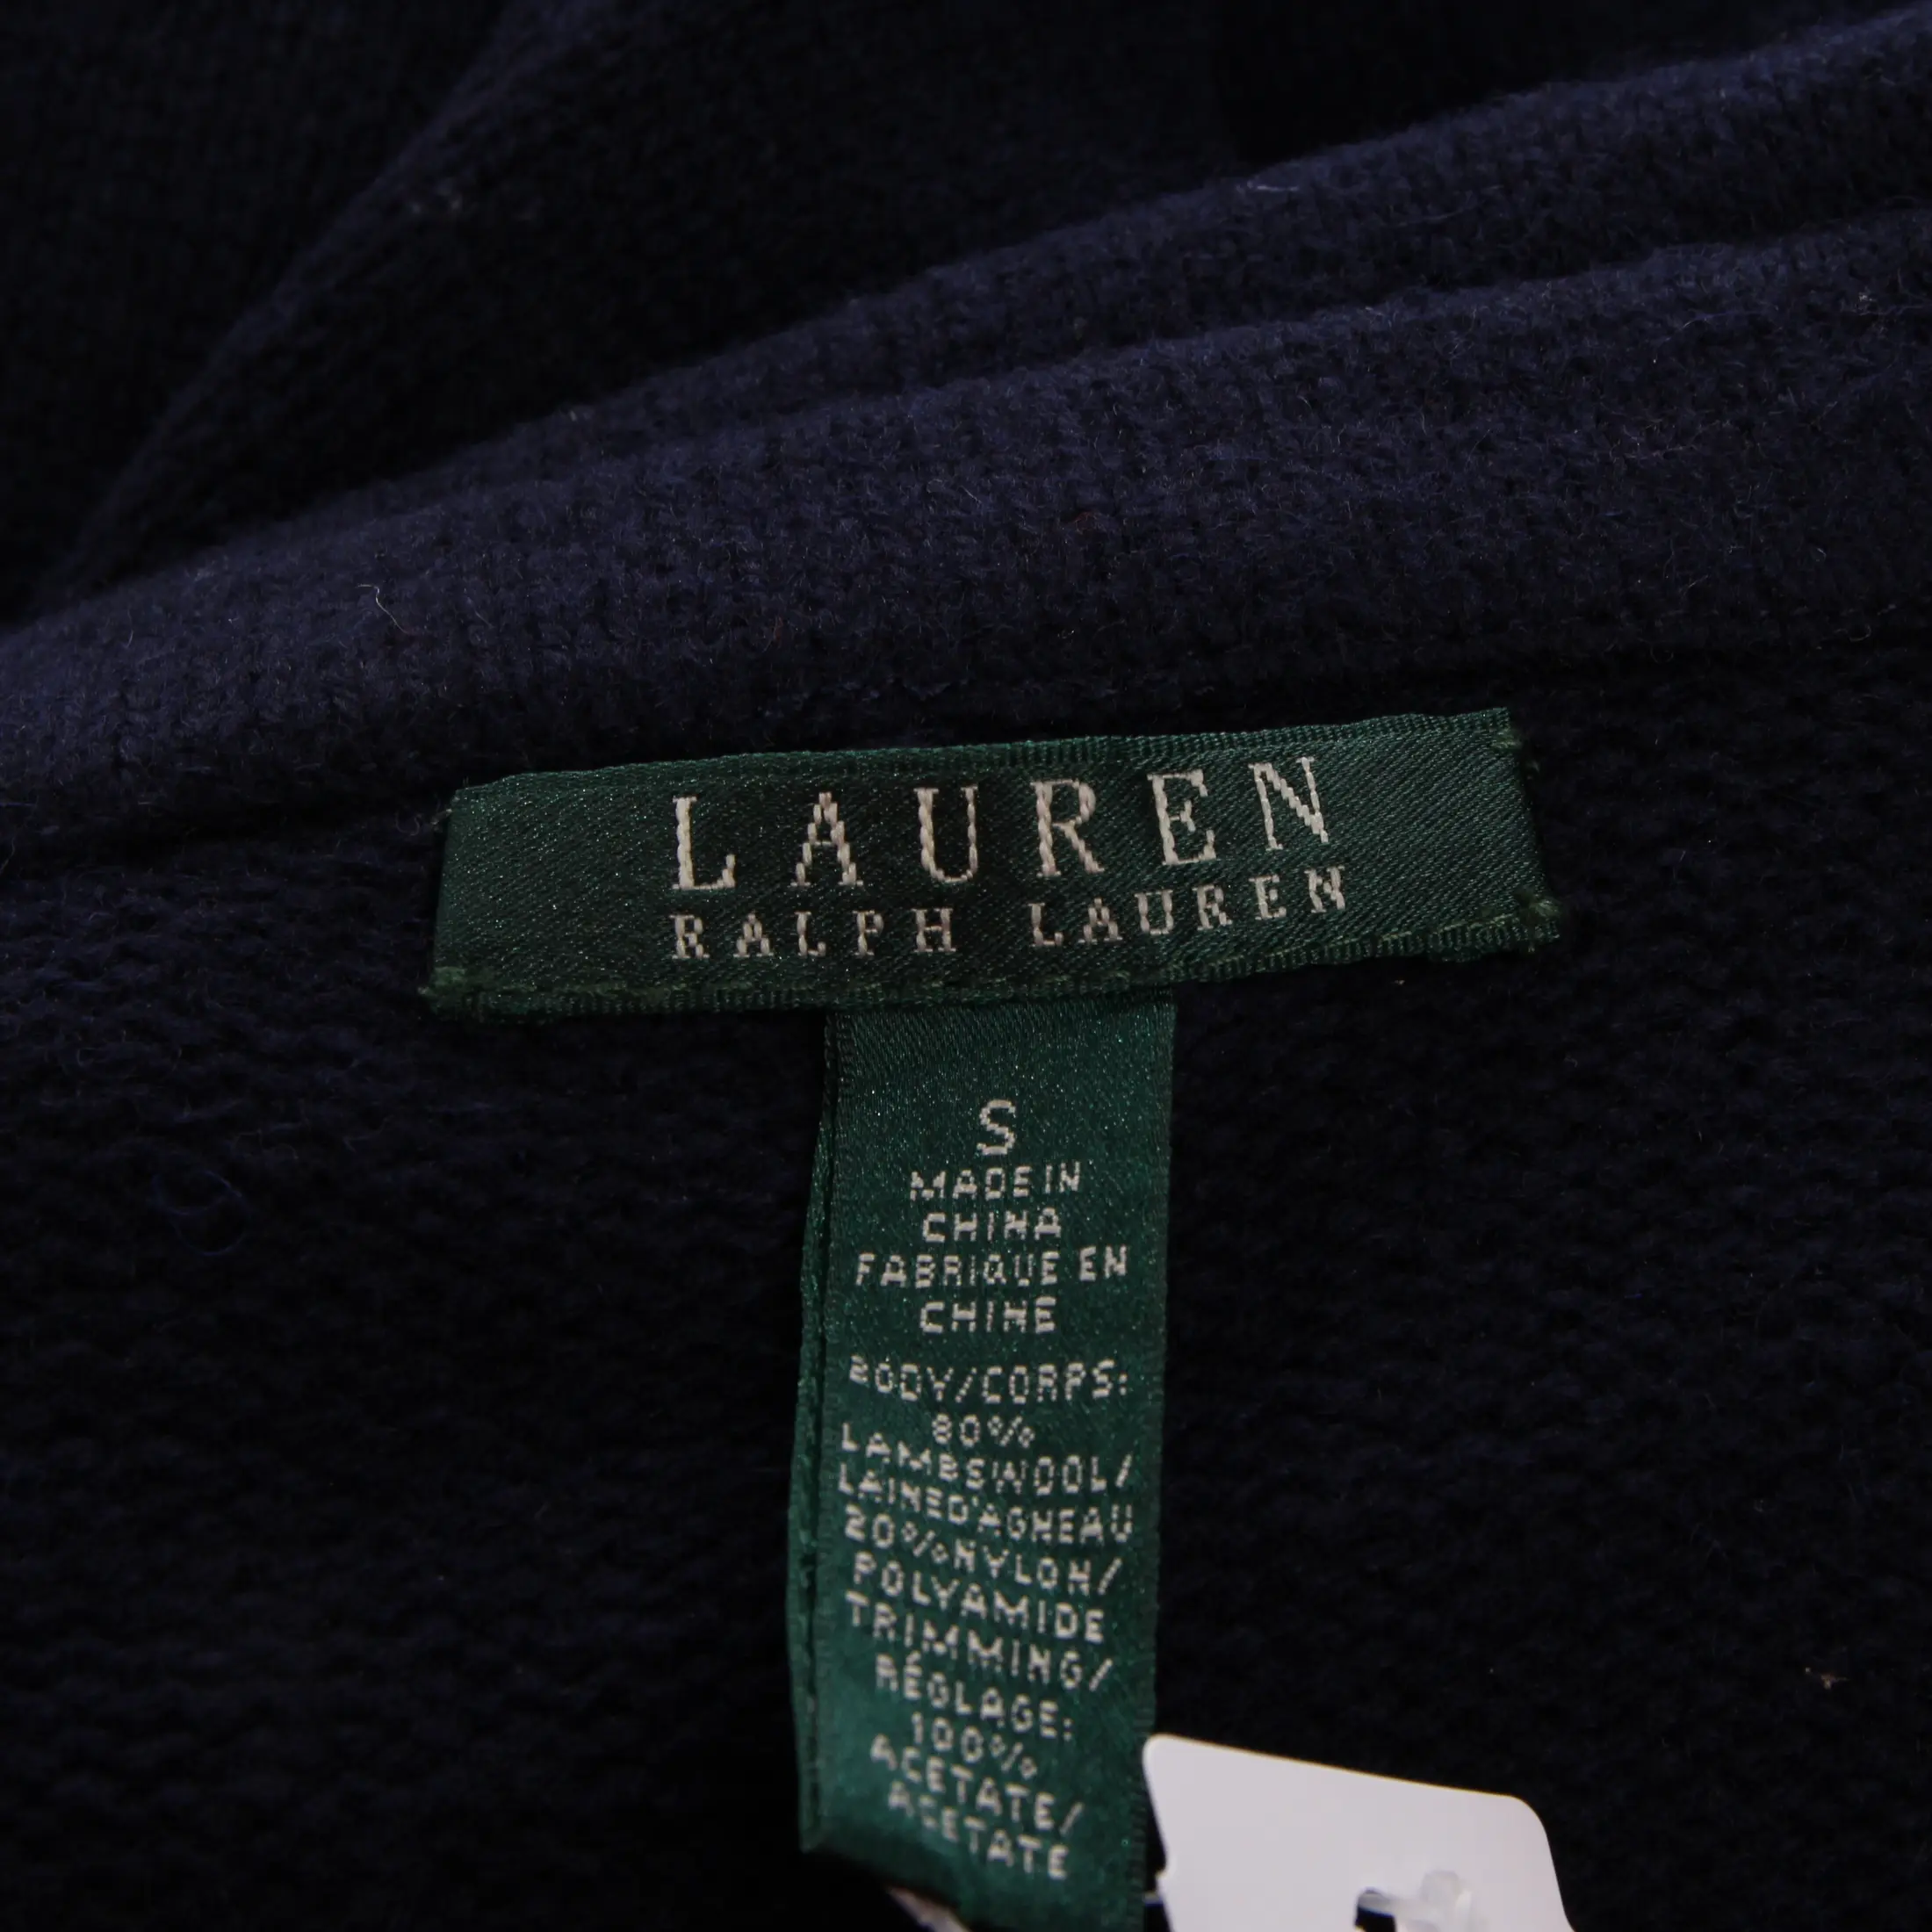 LAUREN
RALPH LAUREN
S
MADE IN
CHINA
FABRIQUE EN
CHINE
BODY/CORPS:
80%
LAMBSWOOL/
LAINED'AGNEAU
20%NYLON/
POLYAMIDE
TRIMMING/
RÉGLAGE:
100%
ACETATE/
ACETATE